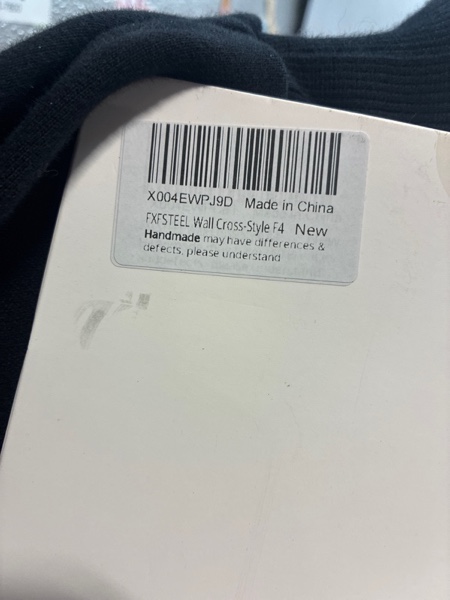 X004EWPJ9D Made in China
FXFSTEEL Wall Cross-Style F4 New
Handmade may have differences &
defects, please understand